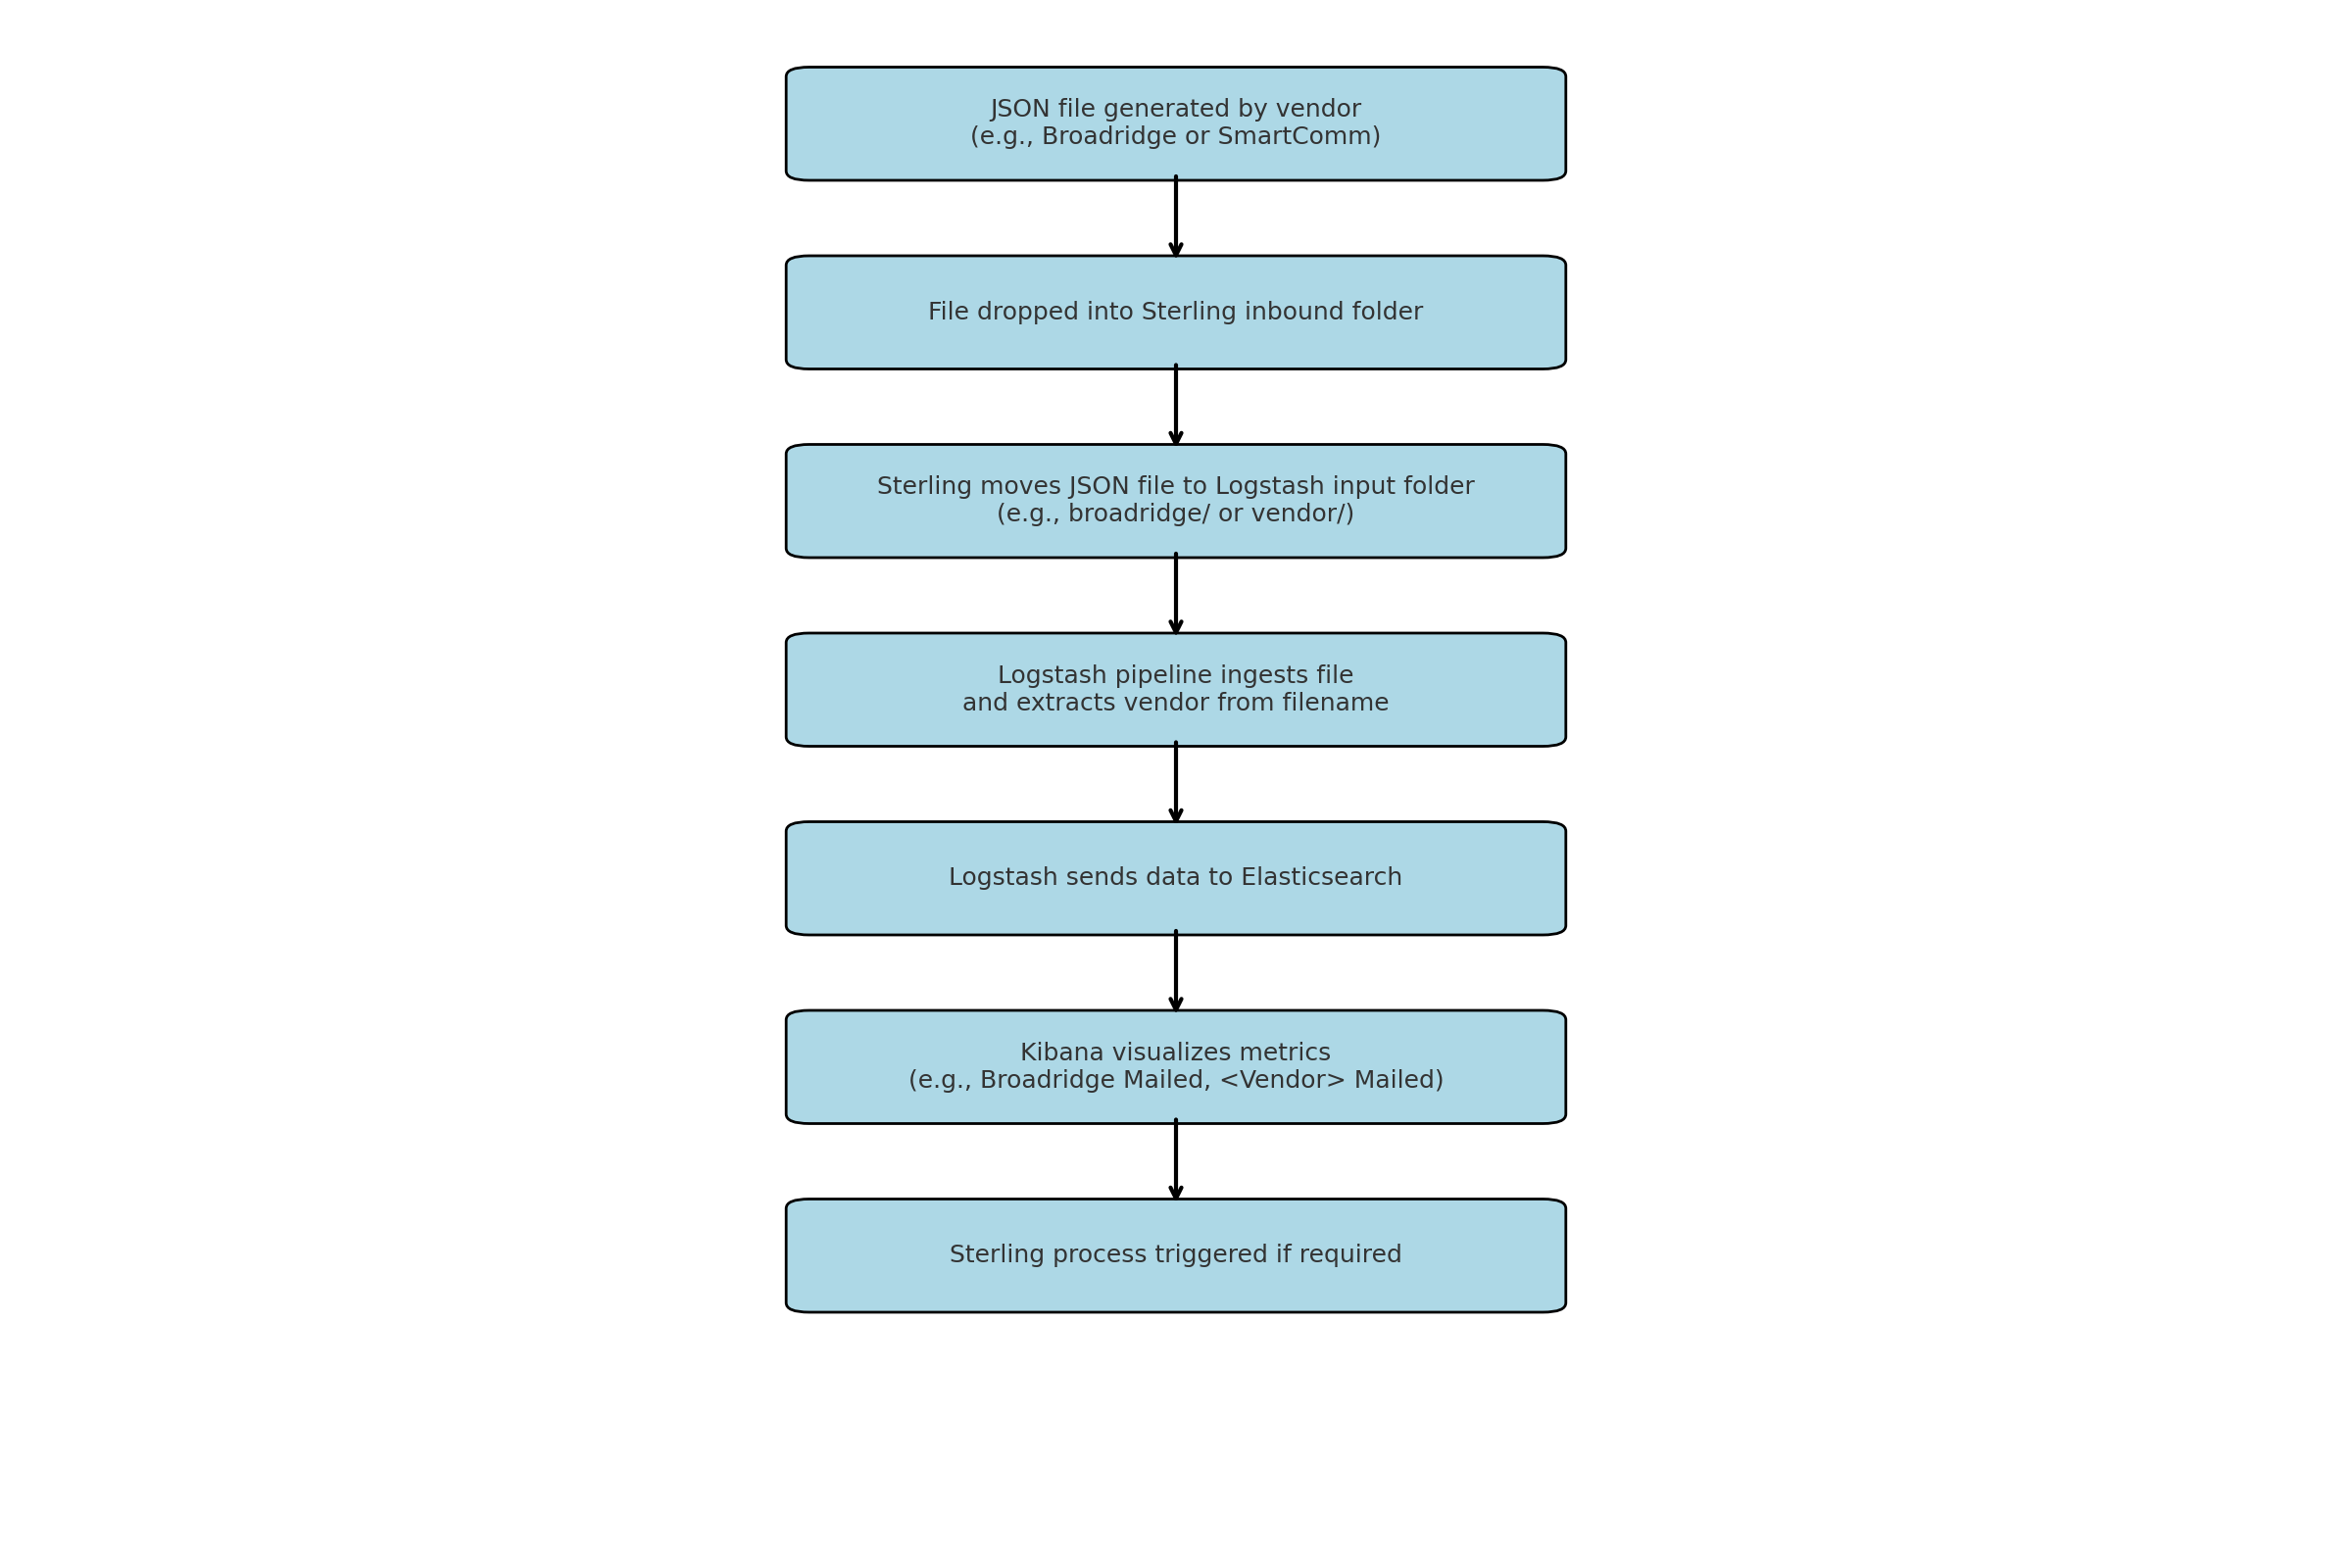 JSON file generated by vendor
(e.g., Broadridge or SmartComm)
File dropped into Sterling inbound folder
Sterling moves JSON file to Logstash input folder
(e.g., broadridge/ or vendor/)
Logstash pipeline ingests file
and extracts vendor from filename
Logstash sends data to Elasticsearch
Kibana visualizes metrics
(e.g., Broadridge Mailed, <Vendor> Mailed)
Sterling process triggered if required